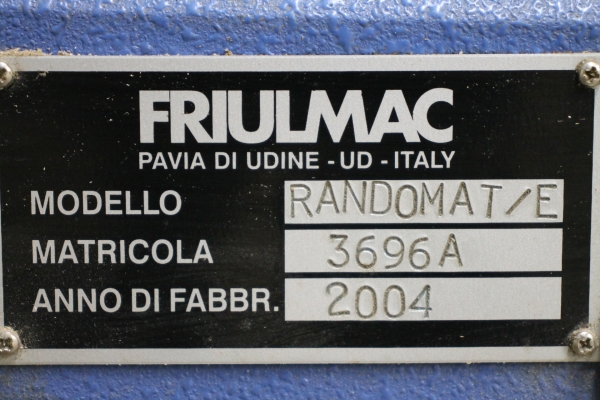 FRIULMAC
PAVIA DI UDINE - UD - ITALY
MODELLO RANDOMAT/E
MATRICOLA 3696A
ANNO DI FABBR. 2004